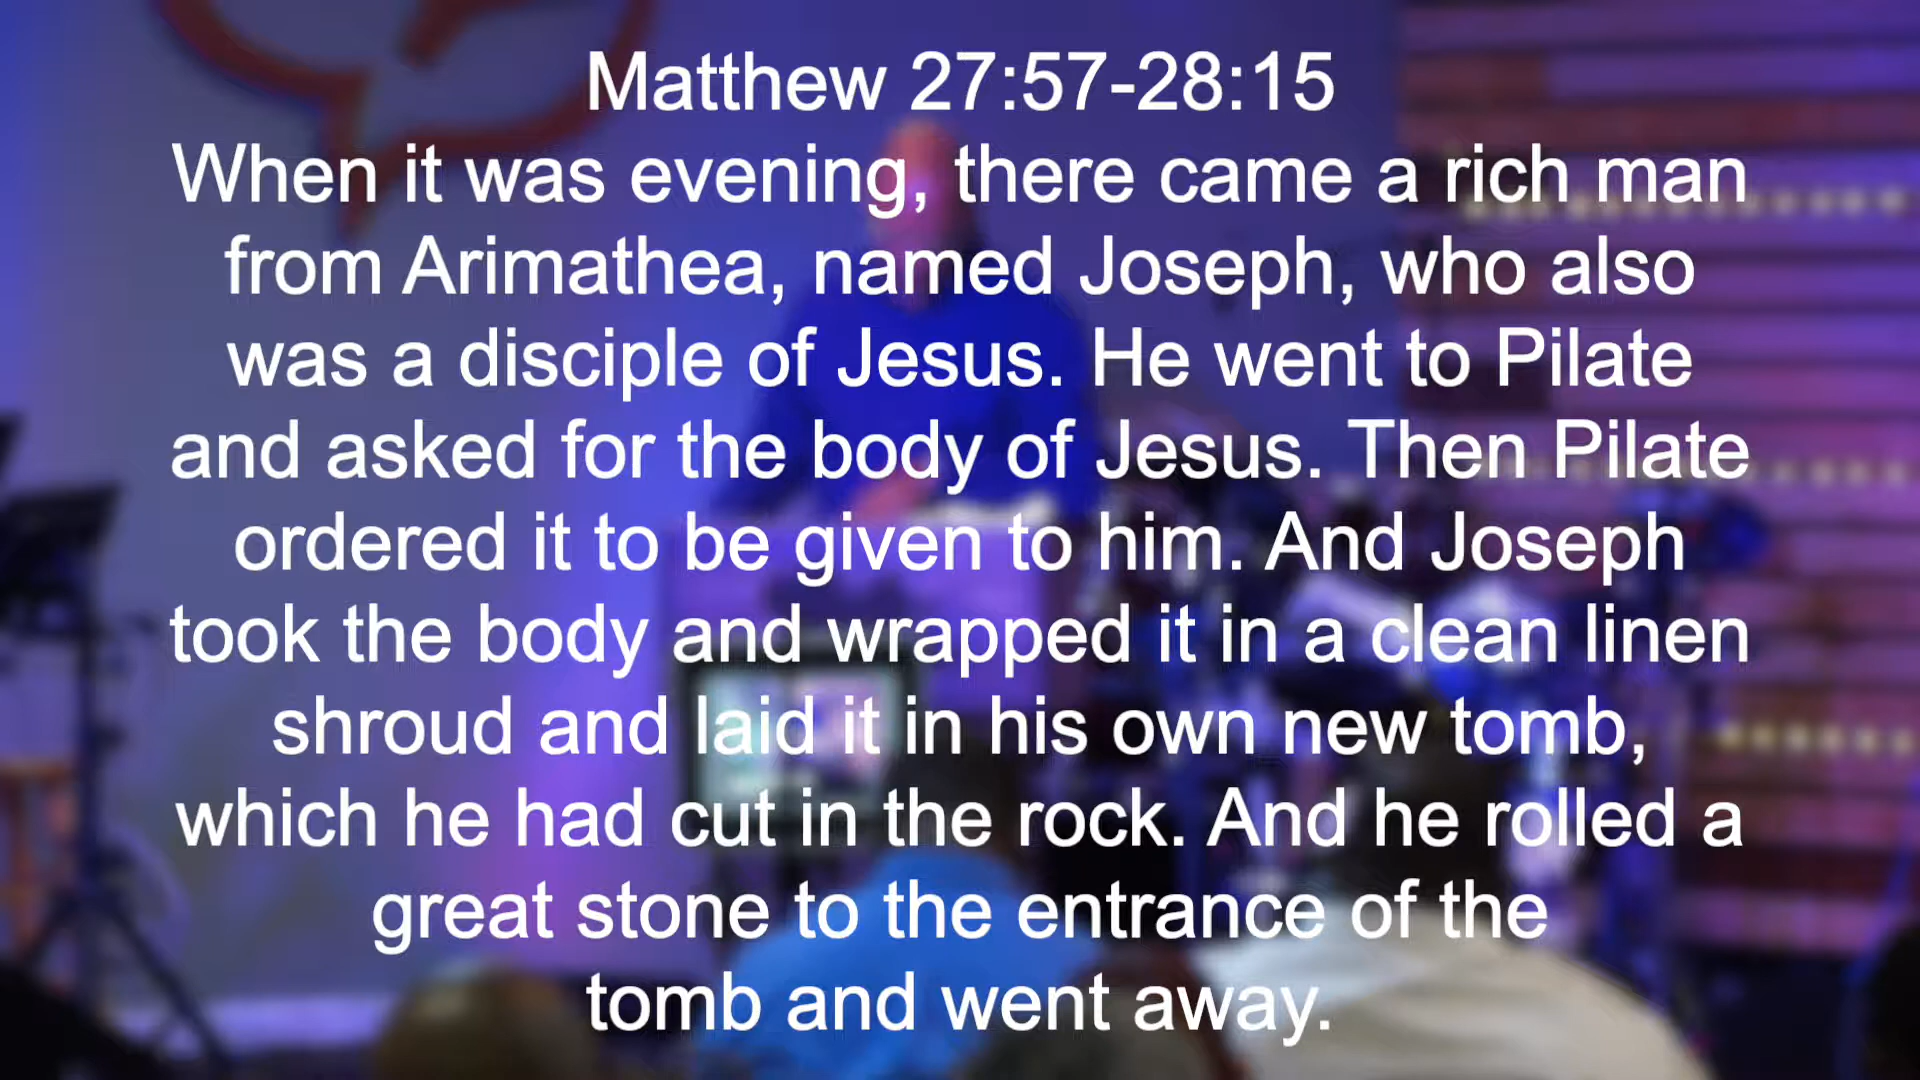 Matthew 27:57-28:15
When it was evening, there came a rich man
from Arimathea, named Joseph, who also
was a disciple of Jesus. He went to Pilate
and asked for the body of Jesus. Then Pilate
ordered it to be given to him. And Joseph
took the body and wrapped it in a clean linen
shroud and laid it in his own new tomb,
which he had cut in the rock. And he rolled a
great stone to the entrance of the
tomb and went away.